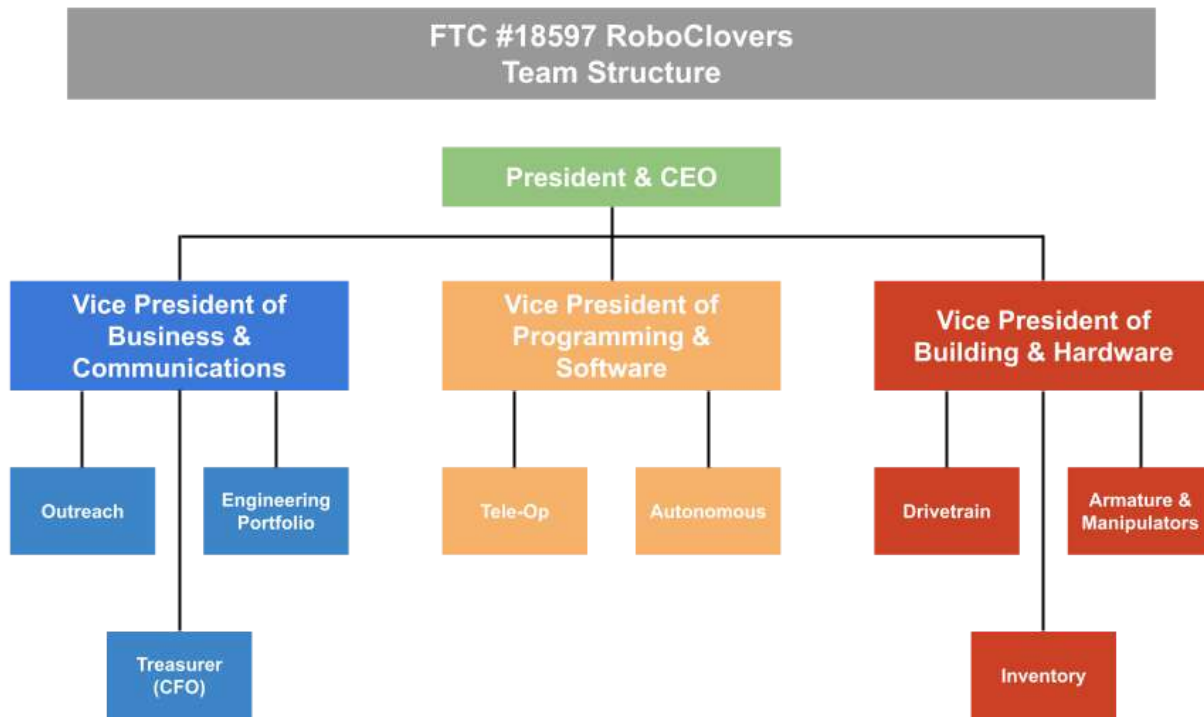 FTC #18597 RoboClovers
Team Structure
President & CEO
Vice President of
Business &
Communications
Vice President of
Programming &
Software
Vice President of
Building & Hardware
Outreach
Engineering
Portfolio
Tele-Op
Autonomous
Drivetrain
Armature &
Manipulators
Treasurer
(CFO)
Inventory